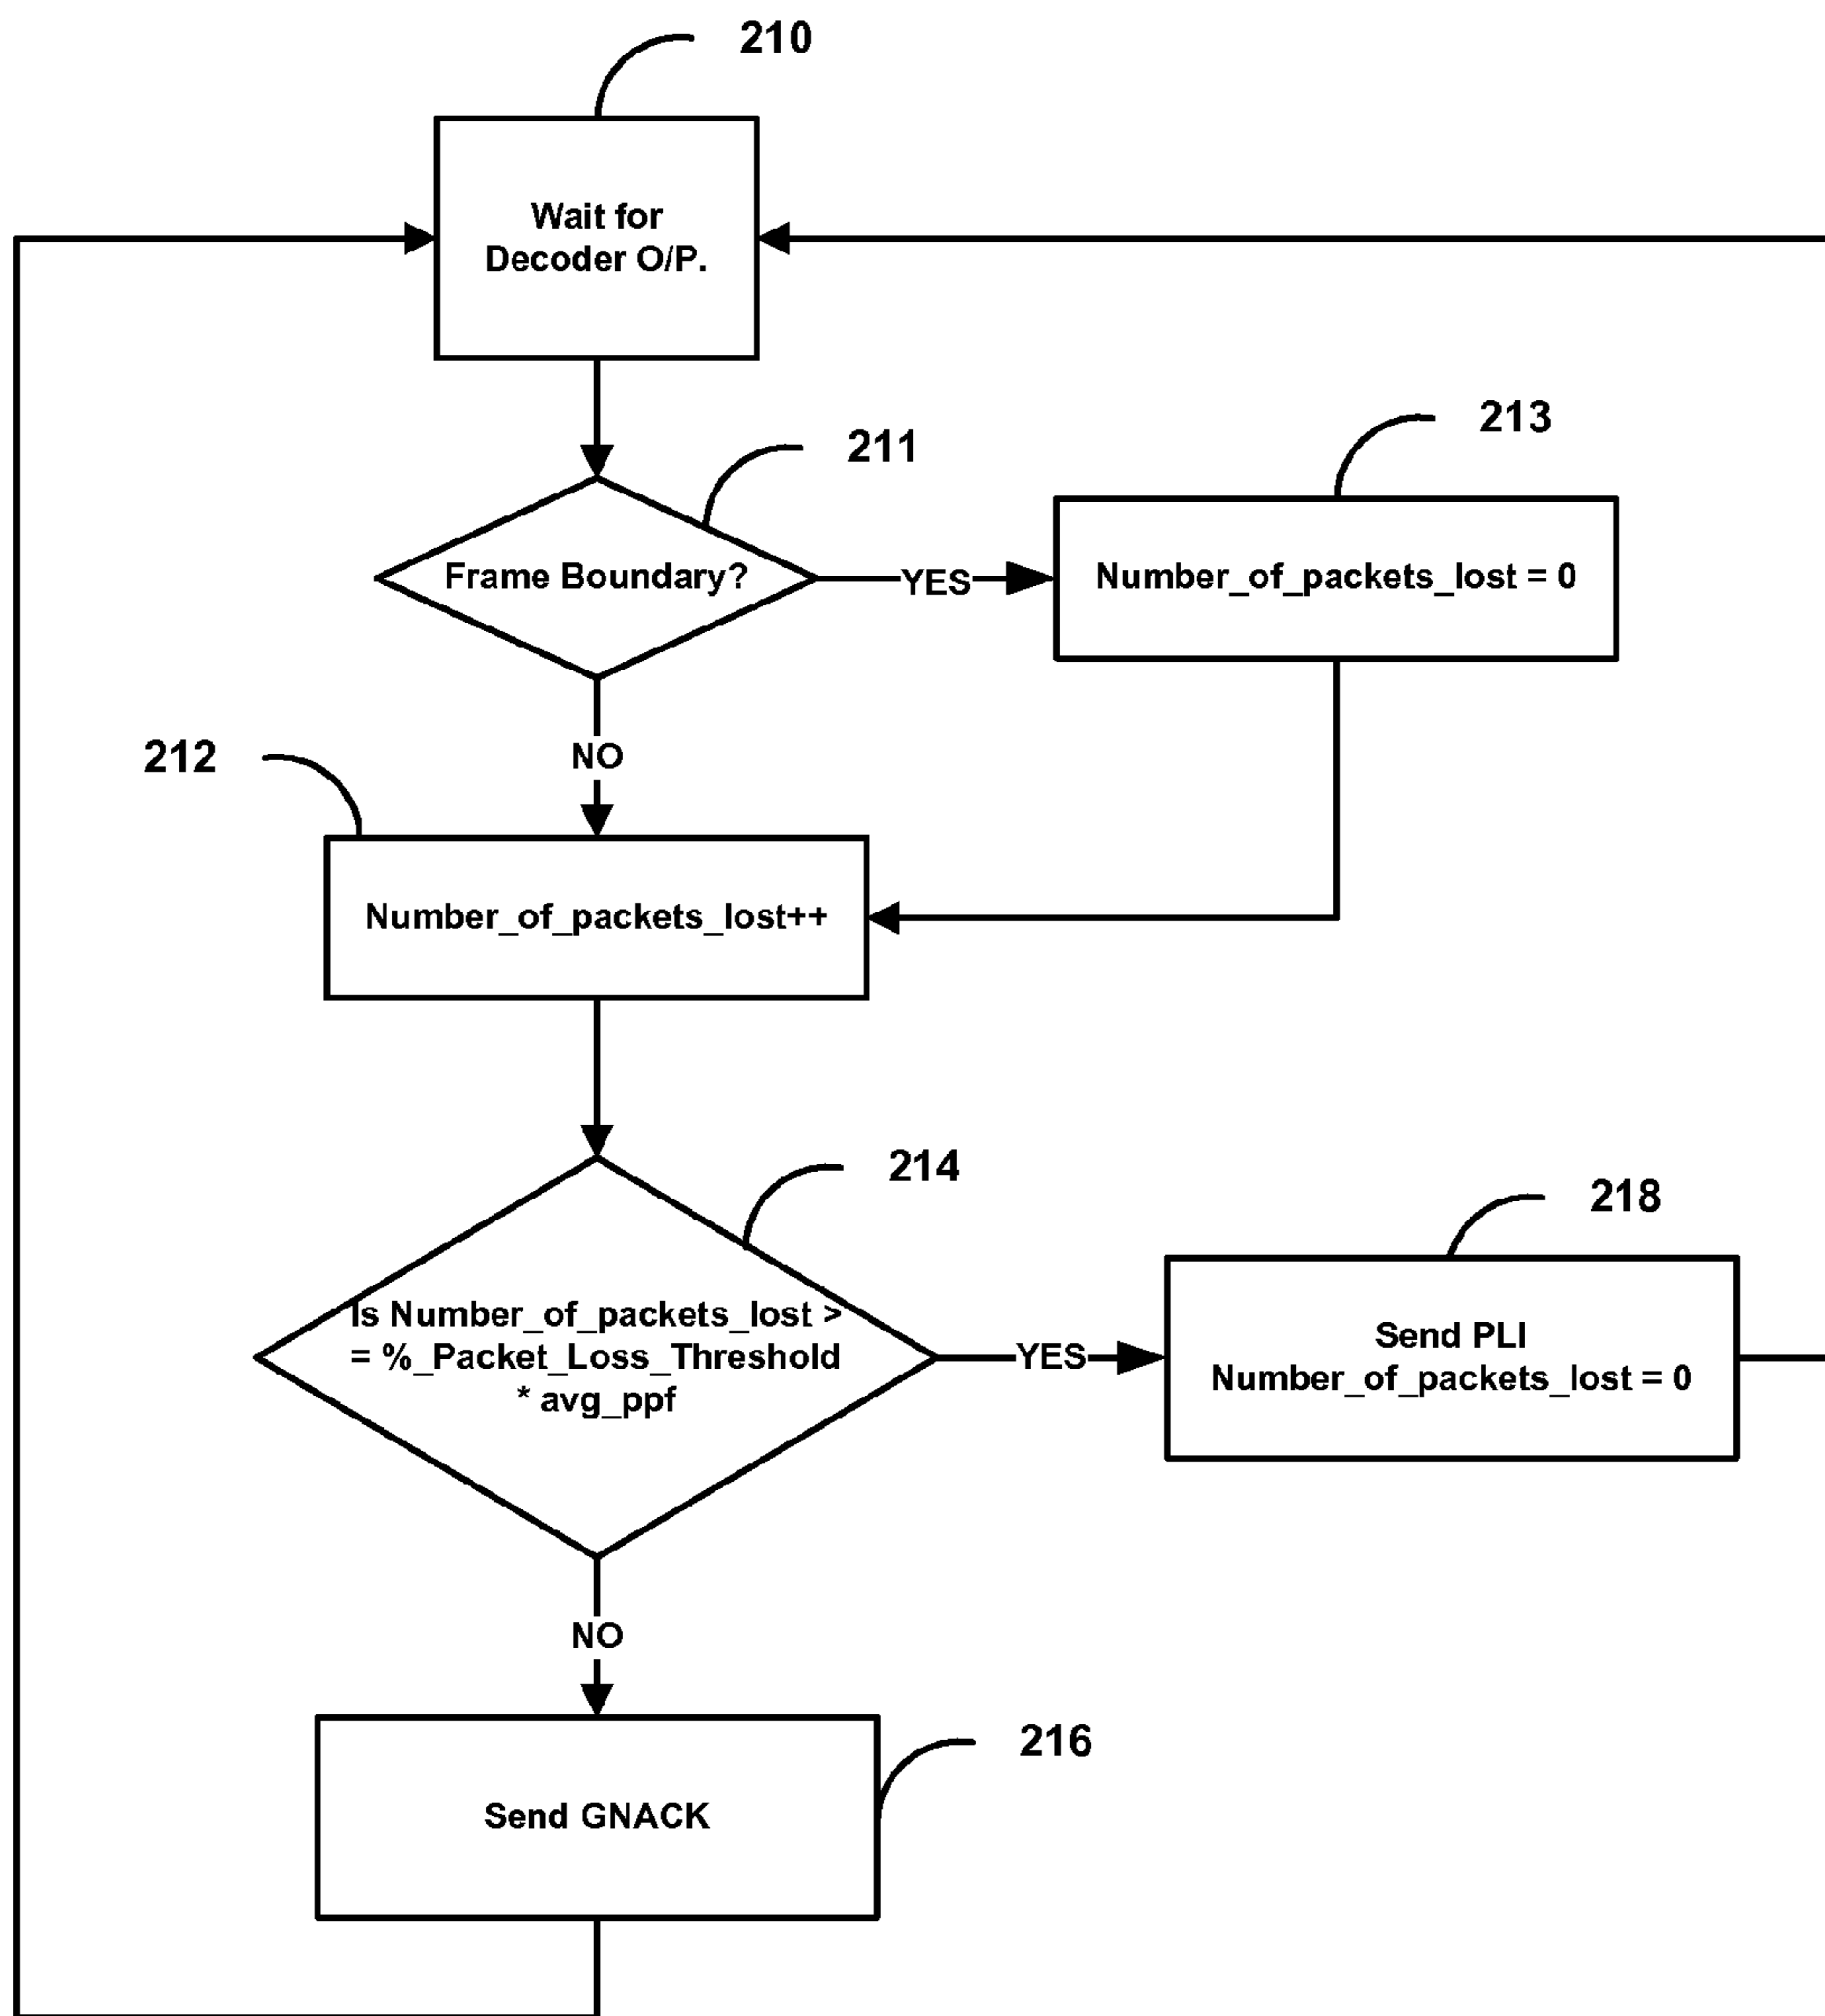 210
Wait for
Decoder O/P.
211
Frame Boundary?
YES
213
Number_of_packets_lost = 0
NO
212
Number_of_packets_lost++
214
Is Number_of_packets_lost >
= %_Packet_Loss_Threshold
* avg_ppf
YES
218
Send PLI
Number_of_packets_lost = 0
NO
216
Send GNACK